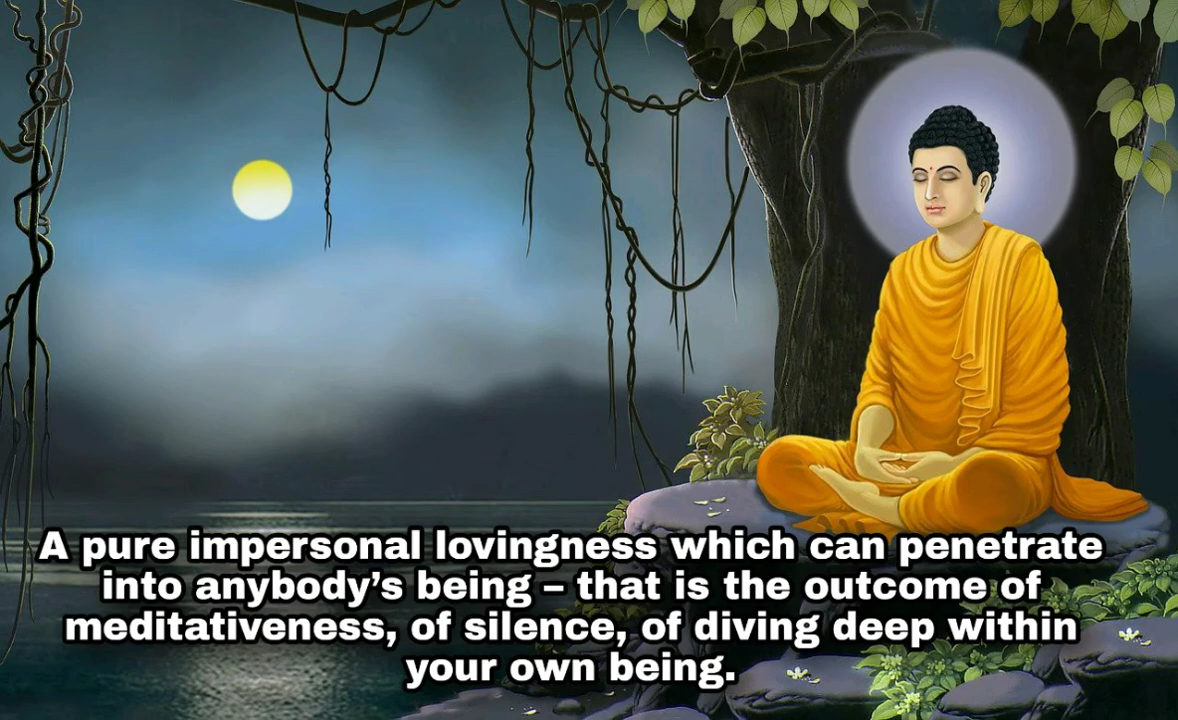 A pure impersonal lovingness which can penetrate
into anybody’s being – that is the outcome of
meditativeness, of silence, of diving deep within
your own being.